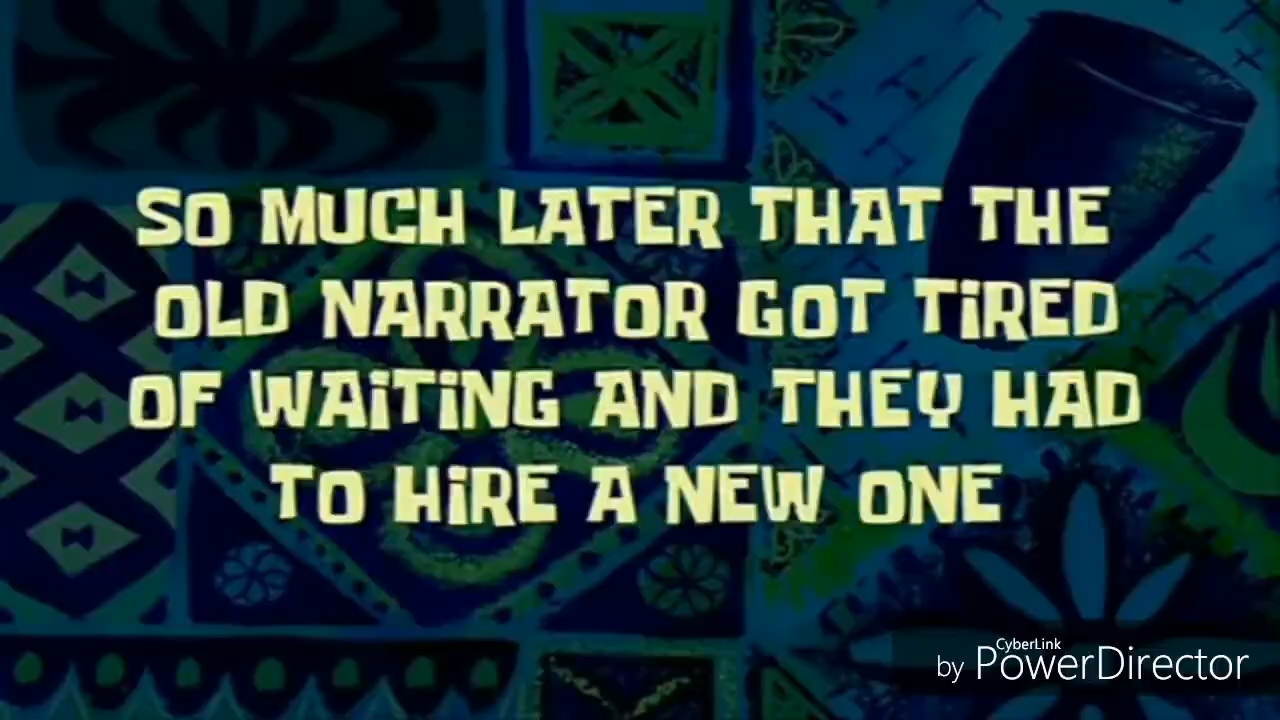 SO MUCH LATER THAT THE
OLD NARRATOR GOT TiRED
OF WAiTiNG AND THEY HAD
TO HiRE A NEW ONE
CyberLink
by PowerDirector